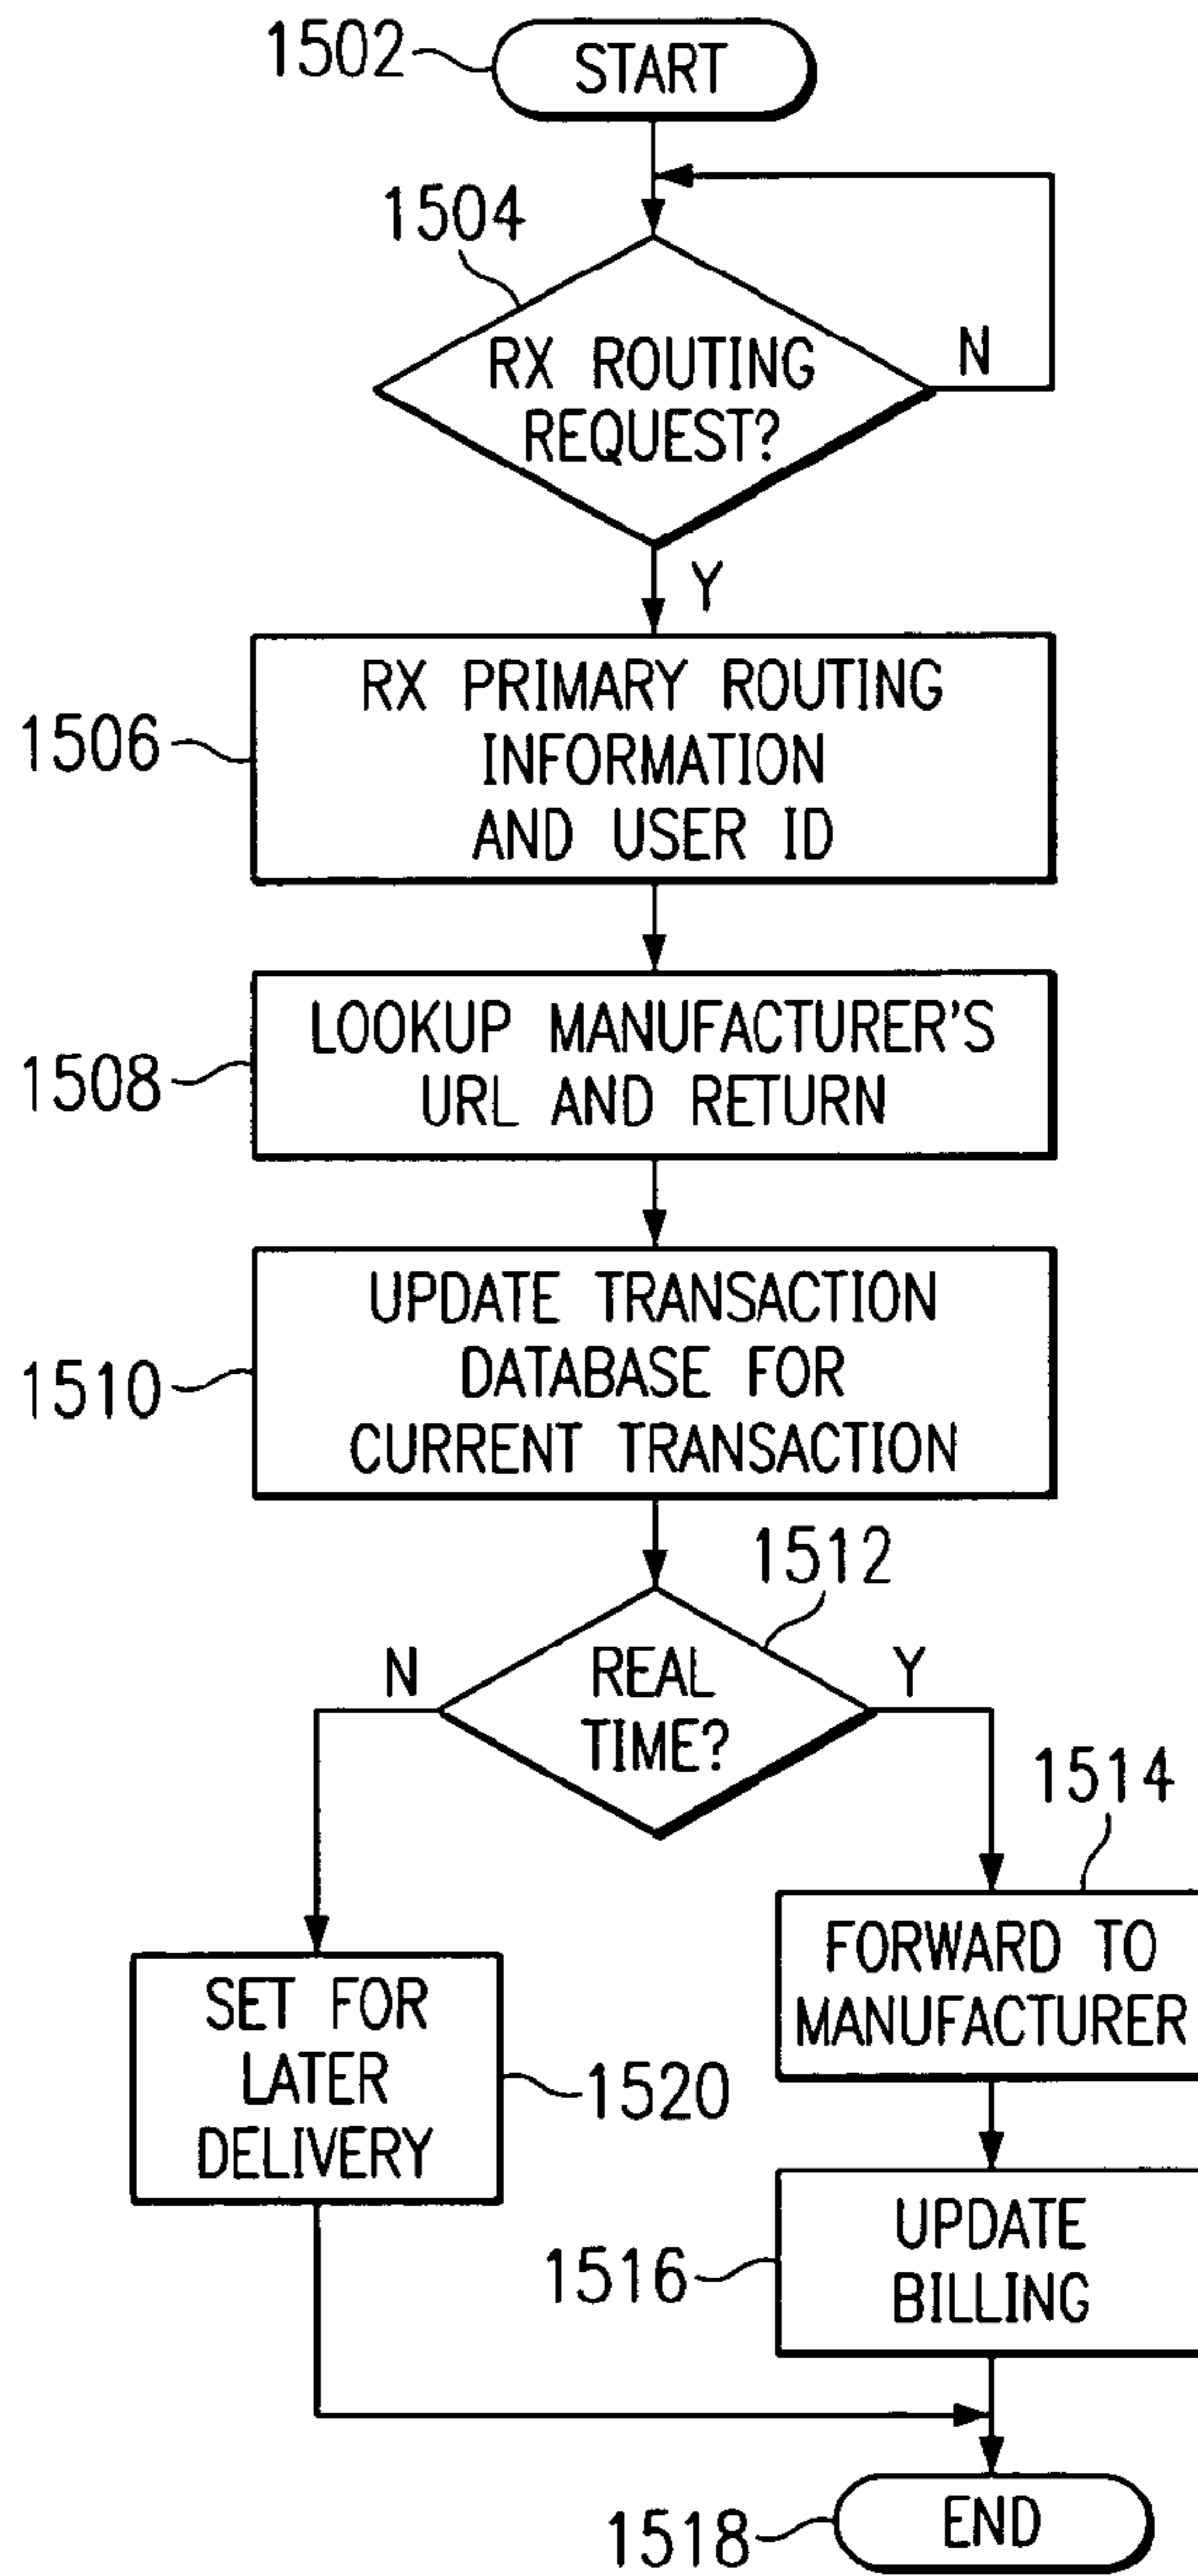 1502
START
1504
RX ROUTING
REQUEST?
N
Y
RX PRIMARY ROUTING
INFORMATION
AND USER ID
1506
LOOKUP MANUFACTURER'S
URL AND RETURN
1508
UPDATE TRANSACTION
DATABASE FOR
CURRENT TRANSACTION
1510
1512
N
REAL
TIME?
Y
1514
FORWARD TO
MANUFACTURER
SET FOR
LATER
DELIVERY
1520
UPDATE
BILLING
1516
END
1518